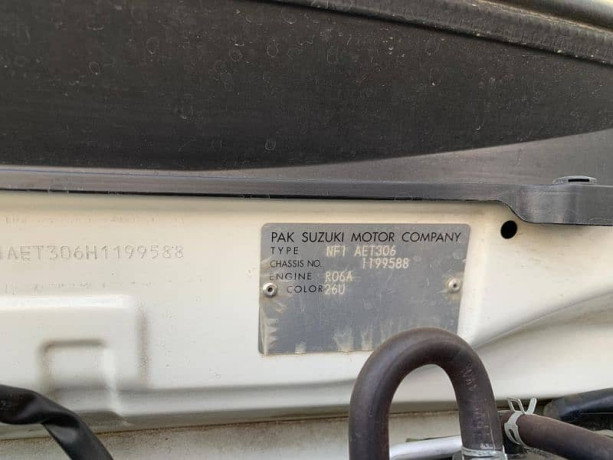 AET306H1199588
PAK SUZUKI MOTOR COMPANY
TYPE NF1 AET306
CHASSIS NO. 1199588
ENGINE R06A
COLOR 26U